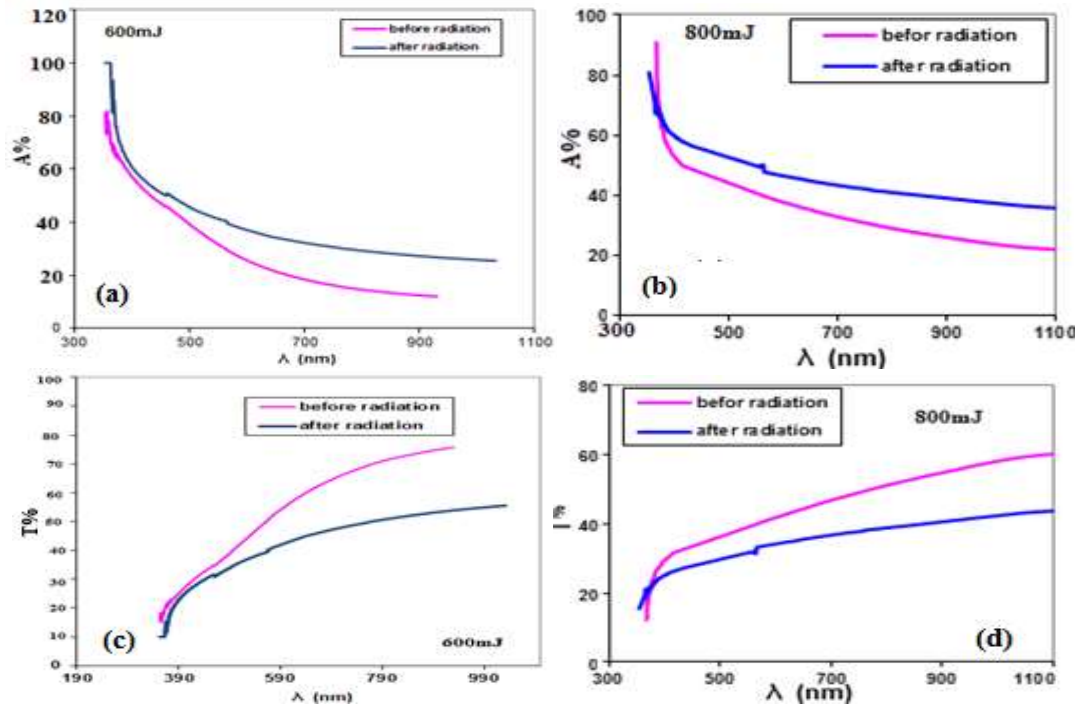 600mJ
before radiation
after radiation
120
100
80
60
40
20
0
A%
(a)
300
500
700
900
1100
λ (nm)
800mJ
befor radiation
after radiation
100
80
60
40
20
0
A%
(b)
300
500
700
900
1100
λ (nm)
before radiation
after radiation
100
90
80
70
60
50
40
30
20
10
0
T%
(c)
600mJ
190
390
590
790
990
λ (nm)
befor radiation
after radiation
800mJ
80
60
40
20
0
(d)
300
500
700
900
1100
λ (nm)